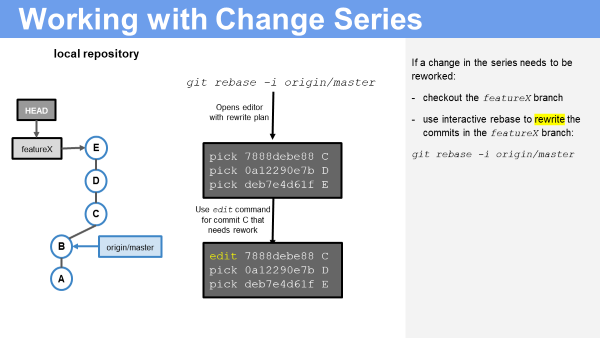 Working with Change Series
local repository
HEAD
featureX
E
D
C
B
origin/master
A
git rebase -i origin/master
Opens editor
with rewrite plan
pick 7888debe88 C
pick 0a12290e7b D
pick deb7e4d61f E
Use edit command
for commit C that
needs rework
edit 7888debe88 C
pick 0a12290e7b D
pick deb7e4d61f E
If a change in the series needs to be
reworked:
- checkout the featureX branch
- use interactive rebase to rewrite the
commits in the featureX branch:
git rebase -i origin/master